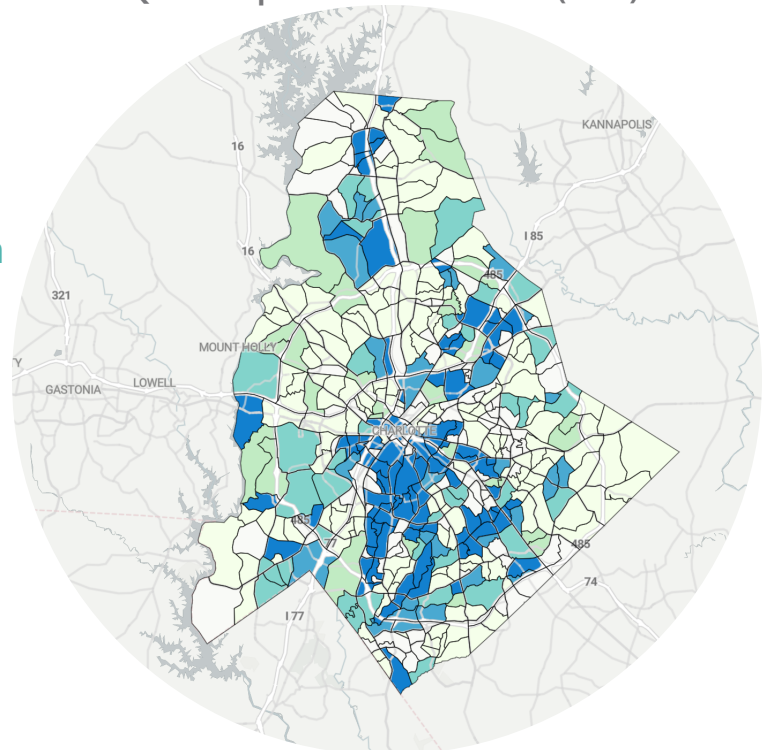 KANNAPOLIS
16
I 85
16
485
321
MOUNT HOLLY
LOWELL
GASTONIA
CHARLOTTE
485
77
485
74
I 77